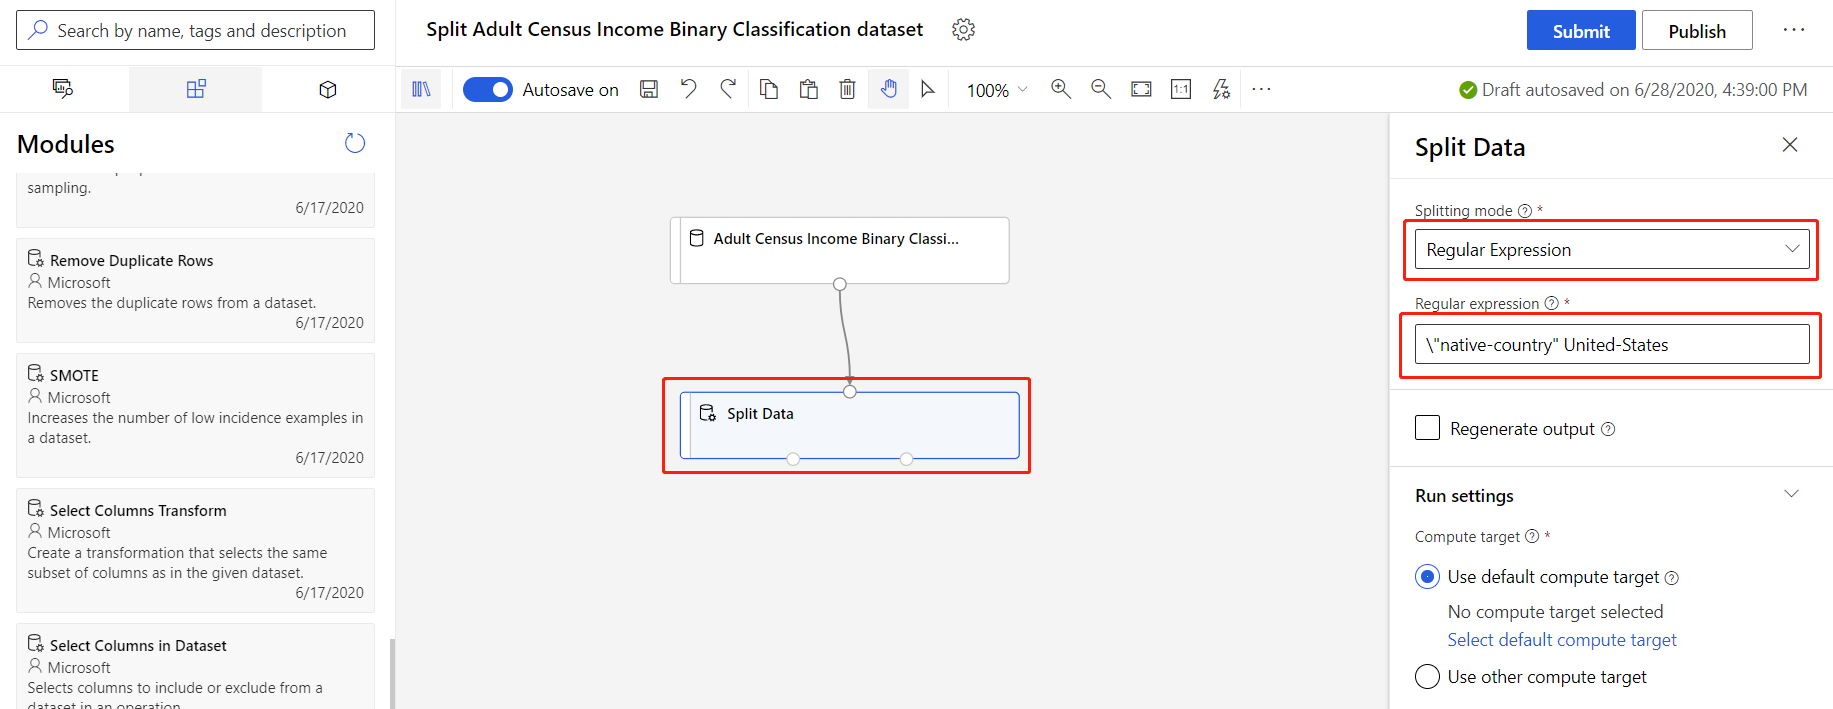 Search by name, tags and description
Split Adult Census Income Binary Classification dataset
Submit
Publish
Autosave on
100%
1:1
Draft autosaved on 6/28/2020, 4:39:00 PM
Modules
sampling.
6/17/2020
Remove Duplicate Rows
Microsoft
Removes the duplicate rows from a dataset.
6/17/2020
SMOTE
Microsoft
Increases the number of low incidence examples in
a dataset.
6/17/2020
Select Columns Transform
Microsoft
Create a transformation that selects the same
subset of columns as in the given dataset.
6/17/2020
Select Columns in Dataset
Microsoft
Selects columns to include or exclude from a
dataset in an operation
Adult Census Income Binary Classi...
Split Data
Split Data
Splitting mode *
Regular Expression
Regular expression *
\"native-country" United-States
Regenerate output
Run settings
Compute target *
Use default compute target
No compute target selected
Select default compute target
Use other compute target